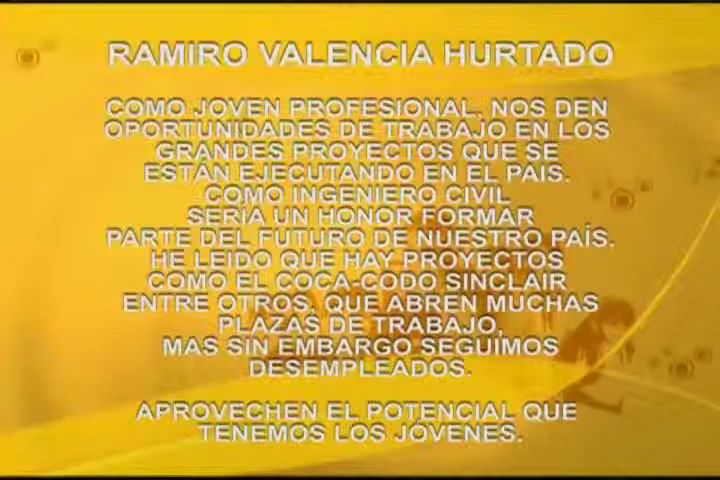 RAMIRO VALENCIA HURTADO
COMO JOVEN PROFESIONAL, NOS DEN
OPORTUNIDADES DE TRABAJO EN LOS
GRANDES PROYECTOS QUE SE
ESTÁN EJECUTANDO EN EL PAÍS.
COMO INGENIERO CIVIL
SERÍA UN HONOR FORMAR
PARTE DEL FUTURO DE NUESTRO PAÍS.
HE LEIDO QUE HAY PROYECTOS
COMO EL COCA-CODO SINCLAIR
ENTRE OTROS, QUE ABREN MUCHAS
PLAZAS DE TRABAJO,
MAS SIN EMBARGO SEGUIMOS
DESEMPLEADOS.
APROVECHEN EL POTENCIAL QUE
TENEMOS LOS JÓVENES.